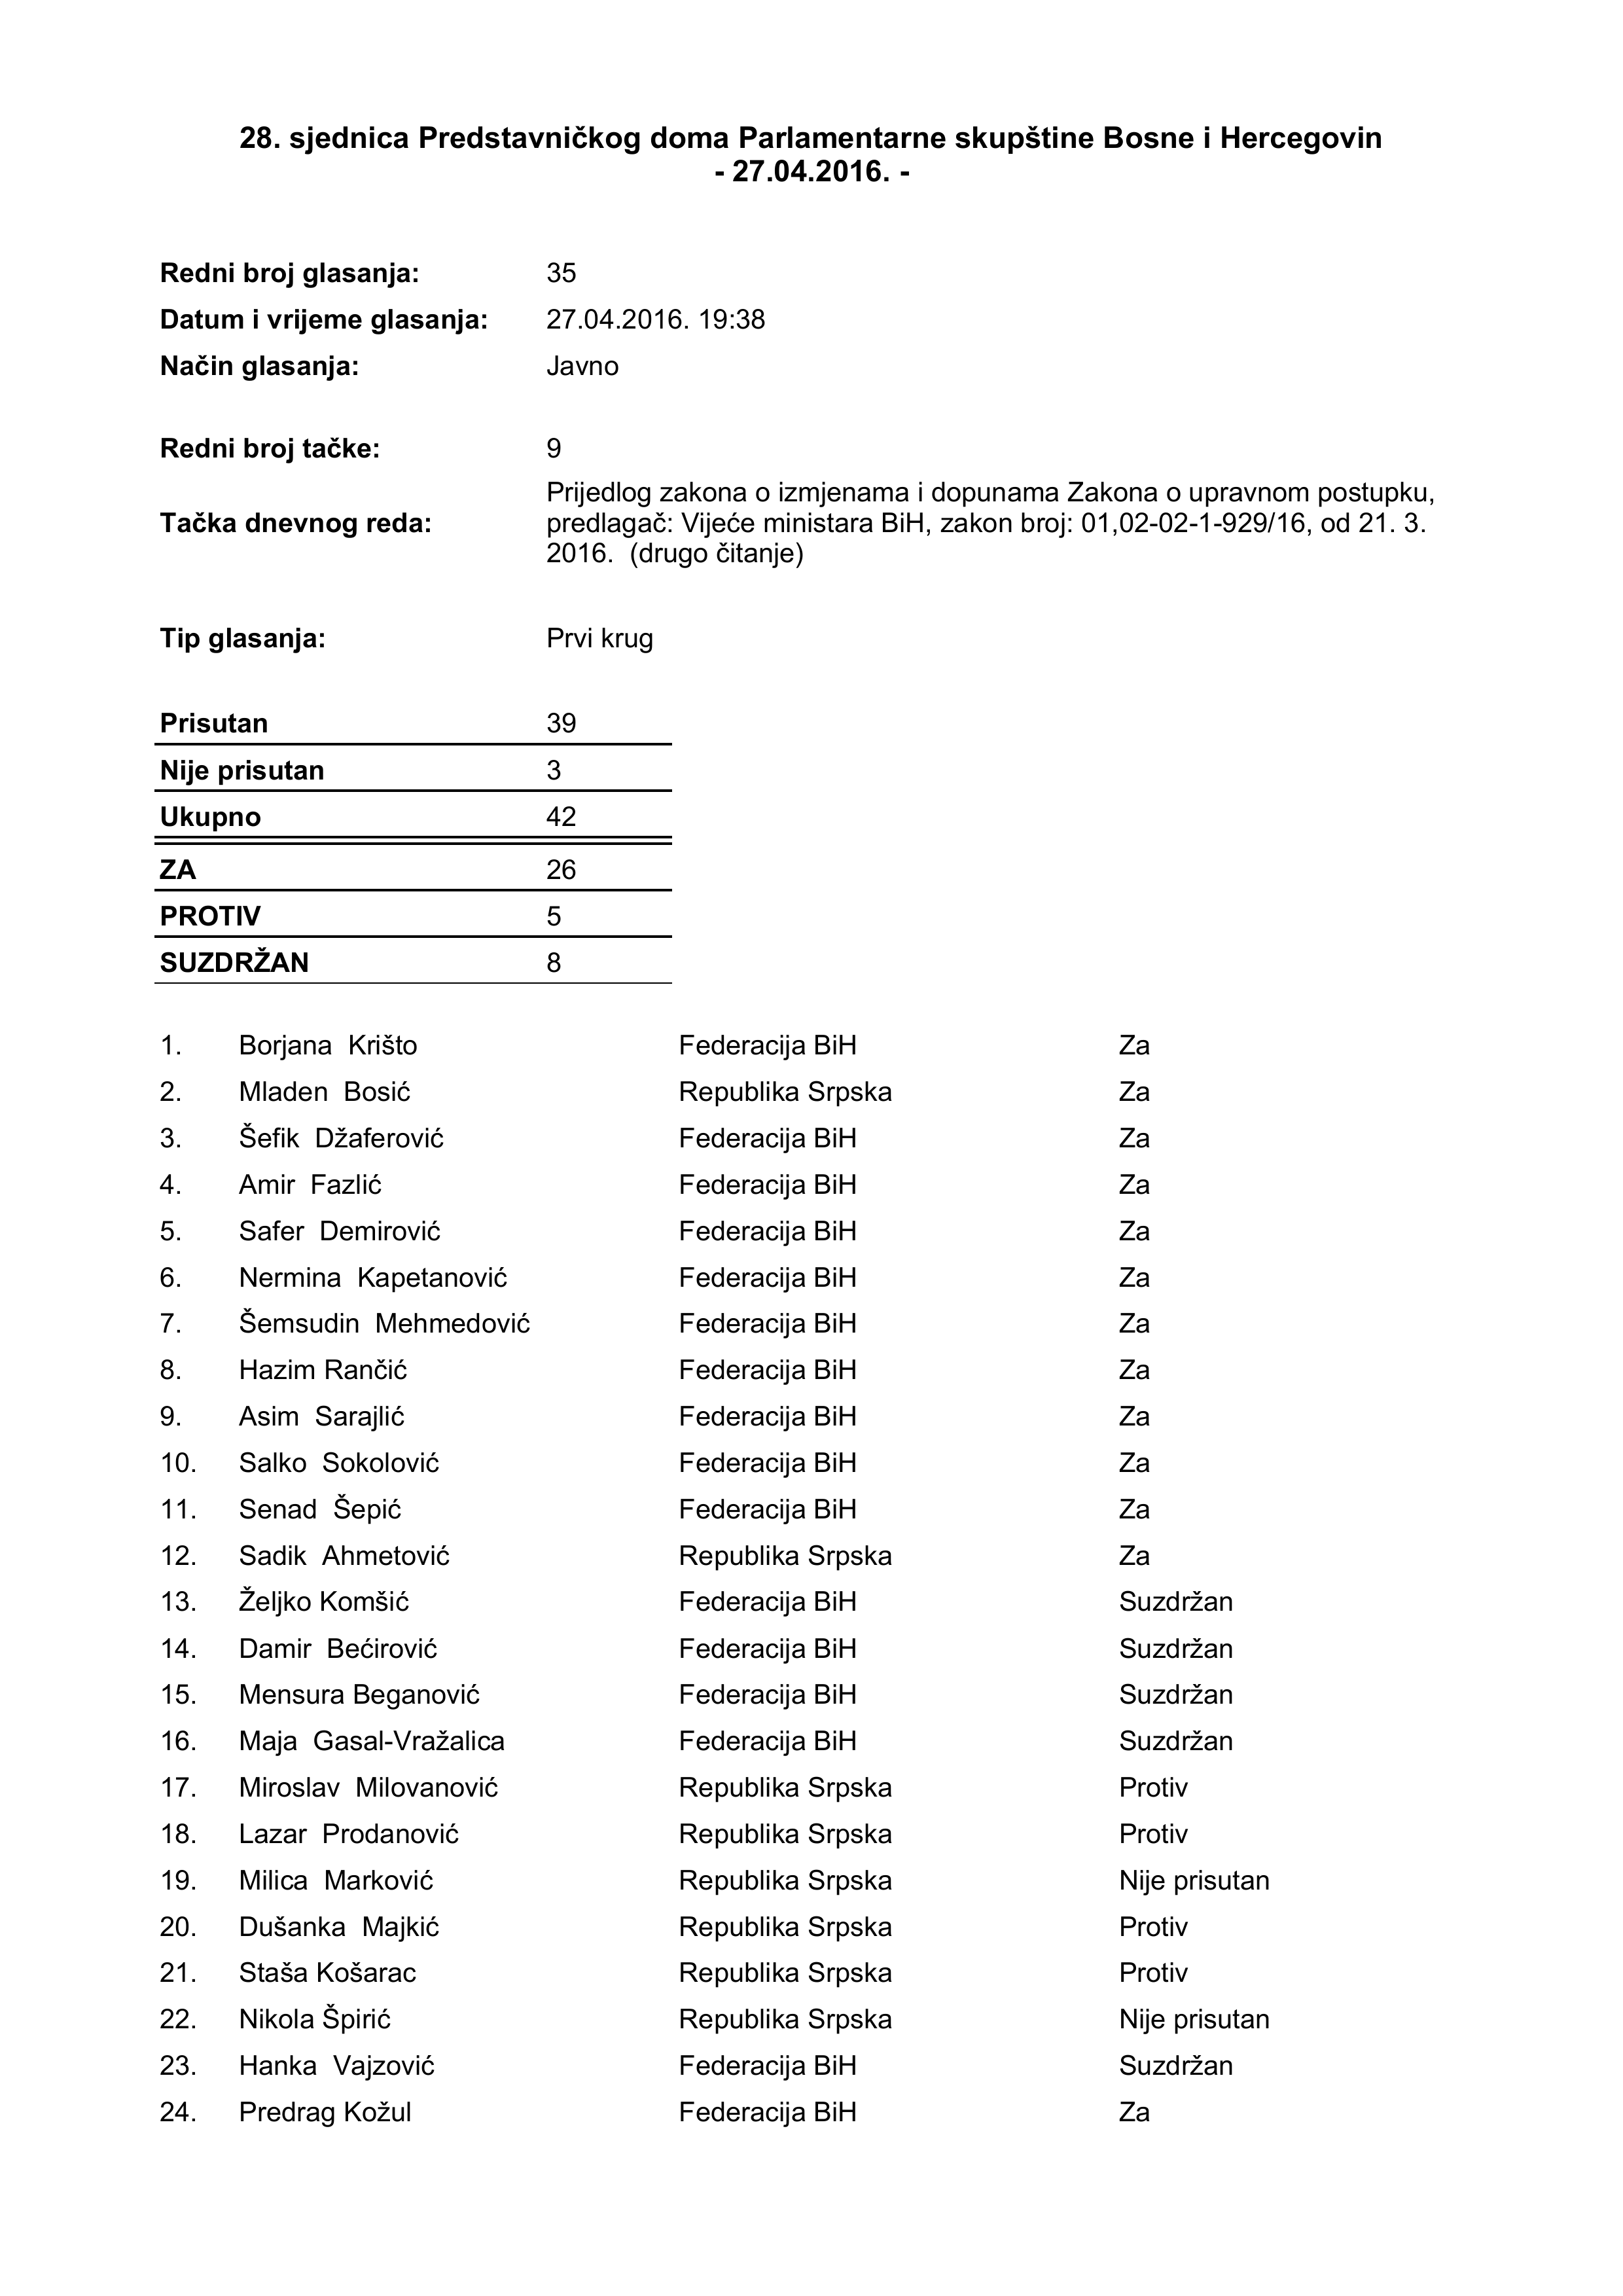 28. sjednica Predstavničkog doma Parlamentarne skupštine Bosne i Hercegovin
- 27.04.2016. -
Redni broj glasanja: 35
Datum i vrijeme glasanja: 27.04.2016. 19:38
Način glasanja: Javno
Redni broj tačke: 9
Tačka dnevnog reda: Prijedlog zakona o izmjenama i dopunama Zakona o upravnom postupku,
predlagač: Vijeće ministara BiH, zakon broj: 01,02-02-1-929/16, od 21. 3.
2016. (drugo čitanje)
Tip glasanja: Prvi krug
Prisutan 39
Nije prisutan 3
Ukupno 42
ZA 26
PROTIV 5
SUZDRŽAN 8
1. Borjana Krišto Federacija BiH Za
2. Mladen Bosić Republika Srpska Za
3. Šefik Džaferović Federacija BiH Za
4. Amir Fazlić Federacija BiH Za
5. Safer Demirović Federacija BiH Za
6. Nermina Kapetanović Federacija BiH Za
7. Šemsudin Mehmedović Federacija BiH Za
8. Hazim Rančić Federacija BiH Za
9. Asim Sarajlić Federacija BiH Za
10. Salko Sokolović Federacija BiH Za
11. Senad Šepić Federacija BiH Za
12. Sadik Ahmetović Republika Srpska Za
13. Željko Komšić Federacija BiH Suzdržan
14. Damir Bećirović Federacija BiH Suzdržan
15. Mensura Beganović Federacija BiH Suzdržan
16. Maja Gasal-Vražalica Federacija BiH Suzdržan
17. Miroslav Milovanović Republika Srpska Protiv
18. Lazar Prodanović Republika Srpska Protiv
19. Milica Marković Republika Srpska Nije prisutan
20. Dušanka Majkić Republika Srpska Protiv
21. Staša Košarac Republika Srpska Protiv
22. Nikola Špirić Republika Srpska Nije prisutan
23. Hanka Vajzović Federacija BiH Suzdržan
24. Predrag Kožul Federacija BiH Za